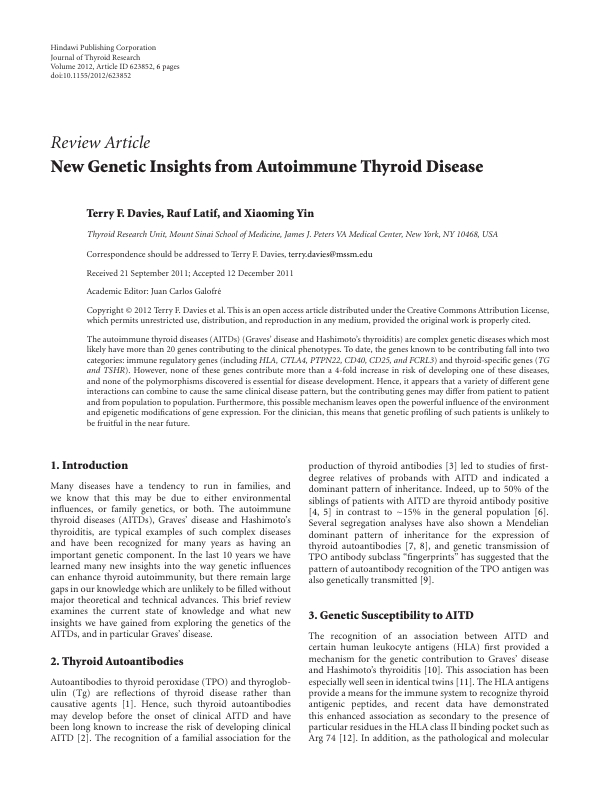 Hindawi Publishing Corporation
Journal of Thyroid Research
Volume 2012, Article ID 623852, 6 pages
doi:10.1155/2012/623852
Review Article
New Genetic Insights from Autoimmune Thyroid Disease
Terry F. Davies, Rauf Latif, and Xiaoming Yin
Thyroid Research Unit, Mount Sinai School of Medicine, James J. Peters VA Medical Center, New York, NY 10468, USA
Correspondence should be addressed to Terry F. Davies, terry.davies@mssm.edu
Received 21 September 2011; Accepted 12 December 2011
Academic Editor: Juan Carlos Galofré
Copyright © 2012 Terry F. Davies et al. This is an open access article distributed under the Creative Commons Attribution License,
which permits unrestricted use, distribution, and reproduction in any medium, provided the original work is properly cited.
The autoimmune thyroid diseases (AITDs) (Graves' disease and Hashimoto's thyroiditis) are complex genetic diseases which most
likely have more than 20 genes contributing to the clinical phenotypes. To date, the genes known to be contributing fall into two
categories: immune regulatory genes (including HLA, CTLA4, PTPN22, CD40, CD25, and FCRL3) and thyroid-specific genes (TG
and TSHR). However, none of these genes contribute more than a 4-fold increase in risk of developing one of these diseases,
and none of the polymorphisms discovered is essential for disease development. Hence, it appears that a variety of different gene
interactions can combine to cause the same clinical disease pattern, but the contributing genes may differ from patient to patient
and from population to population. Furthermore, this possible mechanism leaves open the powerful influence of the environment
and epigenetic modifications of gene expression. For the clinician, this means that genetic profiling of such patients is unlikely to
be fruitful in the near future.
1. Introduction
Many diseases have a tendency to run in families, and
we know that this may be due to either environmental
influences, or family genetics, or both. The autoimmune
thyroid diseases (AITDs), Graves' disease and Hashimoto's
thyroiditis, are typical examples of such complex diseases
and have been recognized for many years as having an
important genetic component. In the last 10 years we have
learned many new insights into the way genetic influences
can enhance thyroid autoimmunity, but there remain large
gaps in our knowledge which are unlikely to be filled without
major theoretical and technical advances. This brief review
examines the current state of knowledge and what new
insights we have gained from exploring the genetics of the
AITDs, and in particular Graves' disease.
2. Thyroid Autoantibodies
Autoantibodies to thyroid peroxidase (TPO) and thyroglob-
ulin (Tg) are reflections of thyroid disease rather than
causative agents [1]. Hence, such thyroid autoantibodies
may develop before the onset of clinical AITD and have
been long known to increase the risk of developing clinical
AITD [2]. The recognition of a familial association for the
production of thyroid antibodies [3] led to studies of first-
degree relatives of probands with AITD and indicated a
dominant pattern of inheritance. Indeed, up to 50% of the
siblings of patients with AITD are thyroid antibody positive
[4, 5] in contrast to ~15% in the general population [6].
Several segregation analyses have also shown a Mendelian
dominant pattern of inheritance for the expression of
thyroid autoantibodies [7, 8], and genetic transmission of
TPO antibody subclass "fingerprints" has suggested that the
pattern of autoantibody recognition of the TPO antigen was
also genetically transmitted [9].
3. Genetic Susceptibility to AITD
The recognition of an association between AITD and
certain human leukocyte antigens (HLA) first provided a
mechanism for the genetic contribution to Graves' disease
and Hashimoto's thyroiditis [10]. This association has been
especially well seen in identical twins [11]. The HLA antigens
provide a means for the immune system to recognize thyroid
antigenic peptides, and recent data have demonstrated
this enhanced association as secondary to the presence of
particular residues in the HLA class II binding pocket such as
Arg 74 [12]. In addition, as the pathological and molecular